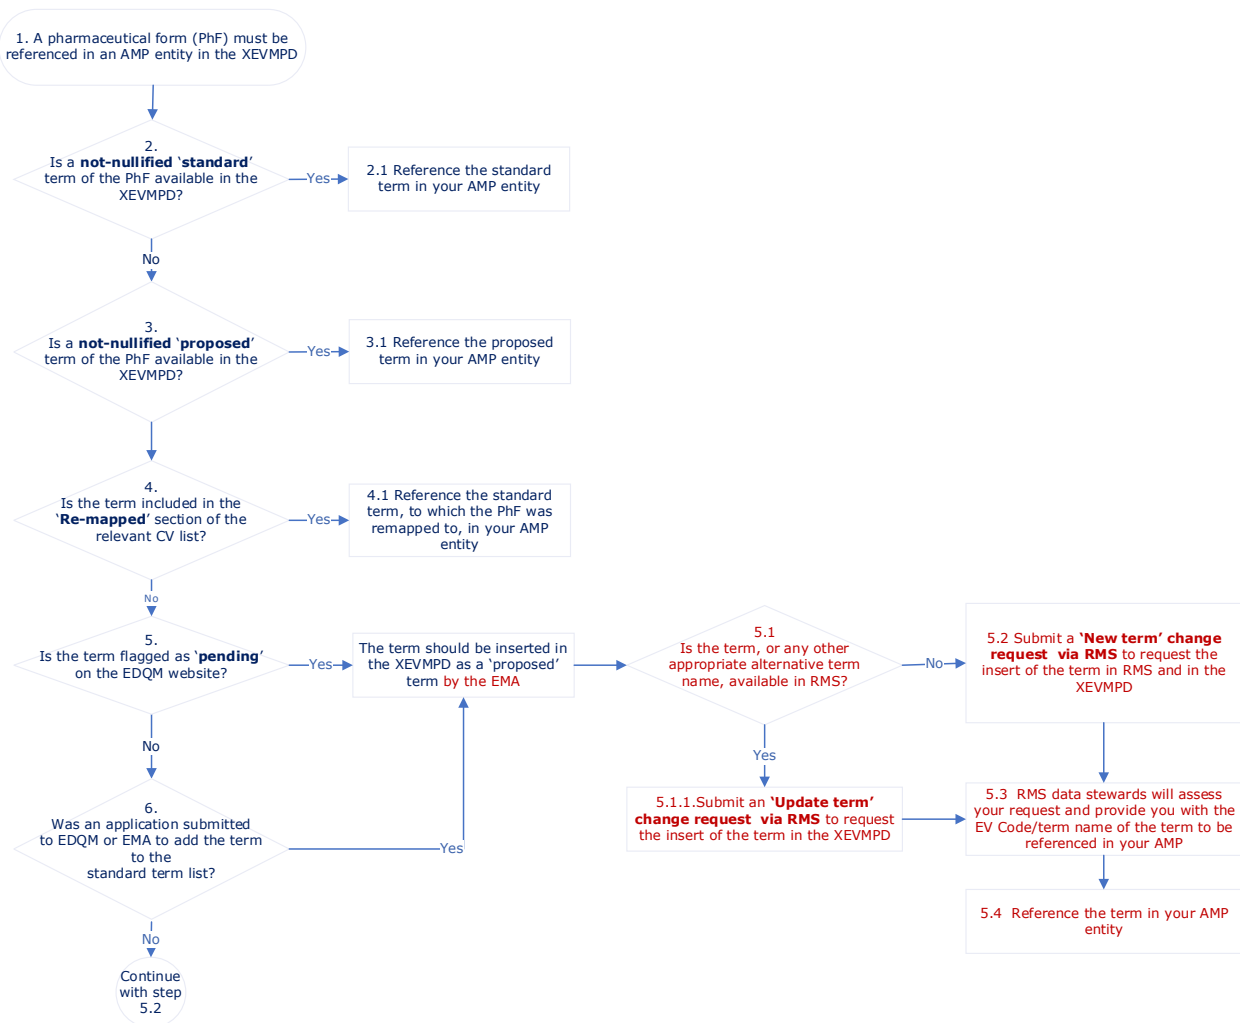 1. A pharmaceutical form (PhF) must be
referenced in an AMP entity in the XEVMPD
2.
Is a not-nullified ‘standard’
term of the PhF available in the
XEVMPD?
Yes
2.1 Reference the standard
term in your AMP entity
No
3.
Is a not-nullified ‘proposed’
term of the PhF available in the
XEVMPD?
Yes
3.1 Reference the proposed
term in your AMP entity
4.
Is the term included in the
‘Re-mapped’ section of the
relevant CV list?
Yes
4.1 Reference the standard
term, to which the PhF was
remapped to, in your AMP
entity
No
5.
Is the term flagged as ‘pending’
on the EDQM website?
Yes
The term should be inserted in
the XEVMPD as a ‘proposed’
term by the EMA
5.1
Is the term, or any other
appropriate alternative term
name, available in RMS?
No
5.2 Submit a ‘New term’ change
request via RMS to request the
insert of the term in RMS and in the
XEVMPD
Yes
5.1.1.Submit an ‘Update term’
change request via RMS to request
the insert of the term in the XEVMPD
5.3 RMS data stewards will assess
your request and provide you with the
EV Code/term name of the term to be
referenced in your AMP
5.4 Reference the term in your AMP
entity
No
6.
Was an application submitted
to EDQM or EMA to add the term
to the
standard term list?
Yes
No
Continue
with step
5.2